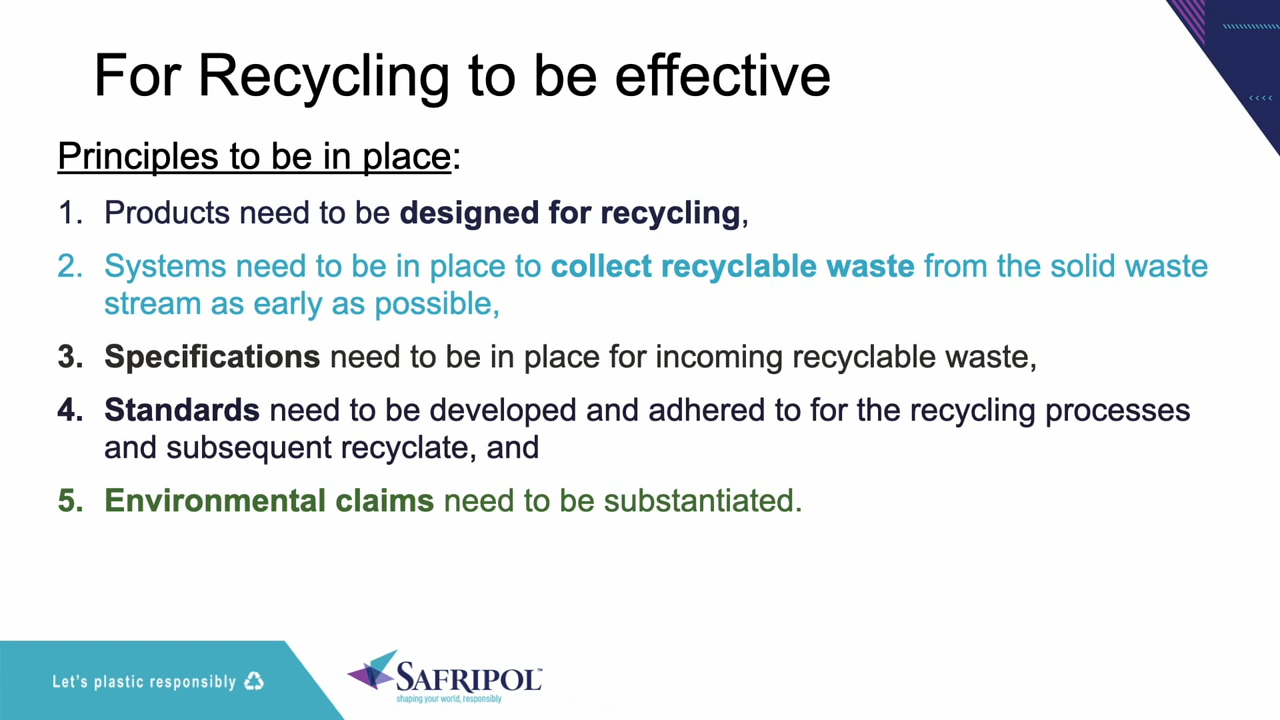 For Recycling to be effective
Principles to be in place:
1. Products need to be designed for recycling,
2. Systems need to be in place to collect recyclable waste from the solid waste
stream as early as possible,
3. Specifications need to be in place for incoming recyclable waste,
4. Standards need to be developed and adhered to for the recycling processes
and subsequent recyclate, and
5. Environmental claims need to be substantiated.
Let's plastic responsibly
SAFRIPOL™
shaping your world, responsibly